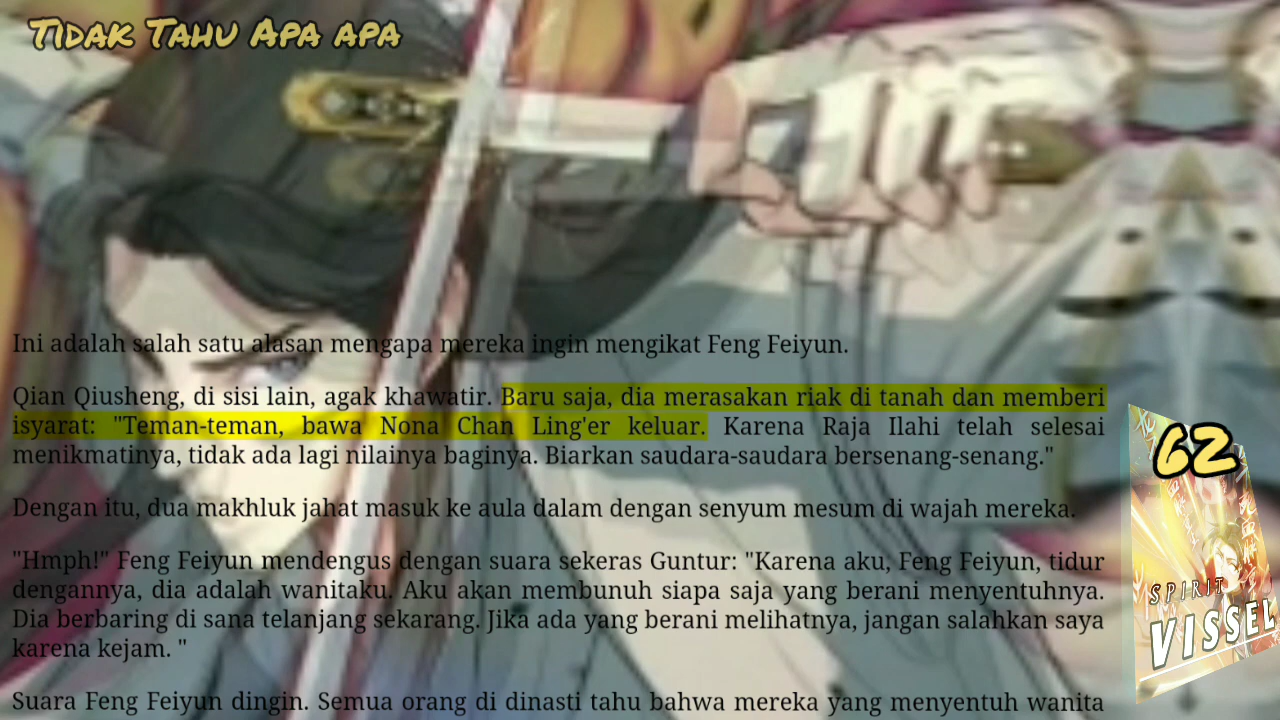 Tidak Tahu Apa apa
Ini adalah salah satu alasan mengapa mereka ingin mengikat Feng Feiyun.
Qian Qiusheng, di sisi lain, agak khawatir. Baru saja, dia merasakan riak di tanah dan memberi
isyarat: "Teman-teman, bawa Nona Chan Ling'er keluar. Karena Raja Ilahi telah selesai
menikmatinya, tidak ada lagi nilainya baginya. Biarkan saudara-saudara bersenang-senang."
Dengan itu, dua makhluk jahat masuk ke aula dalam dengan senyum mesum di wajah mereka.
"Hmph!" Feng Feiyun mendengus dengan suara sekeras Guntur: "Karena aku, Feng Feiyun, tidur
dengannya, dia adalah wanitaku. Aku akan membunuh siapa saja yang berani menyentuhnya.
Dia berbaring di sana telanjang sekarang. Jika ada yang berani melihatnya, jangan salahkan saya
karena kejam. "
Suara Feng Feiyun dingin. Semua orang di dinasti tahu bahwa mereka yang menyentuh wanita
62
SPIRIT
VISSEL